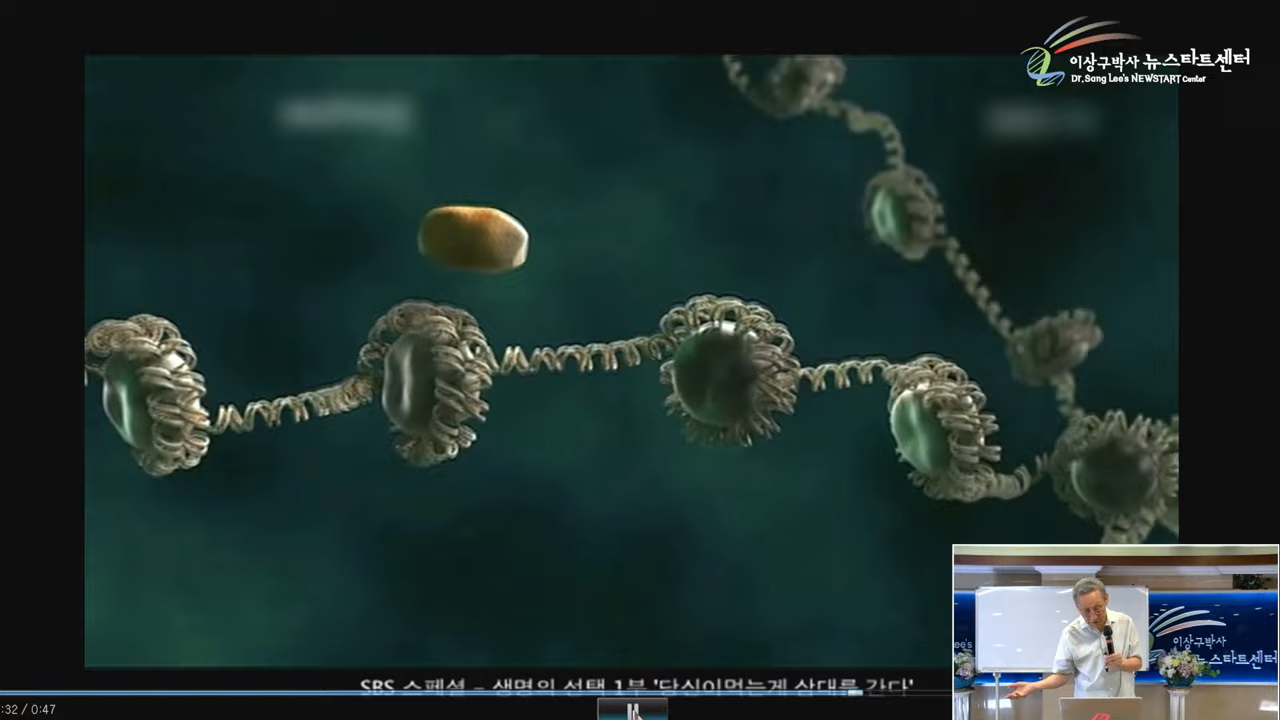 이상구박사 뉴스타트센터
Dr. Sang Lee's NEWSTART Center
SBS 스페셜 - 생명의 선택 1부 '당신이먹는게 삼대를 간다'
:32 / 0:47
이상구박사
뉴스타트센터